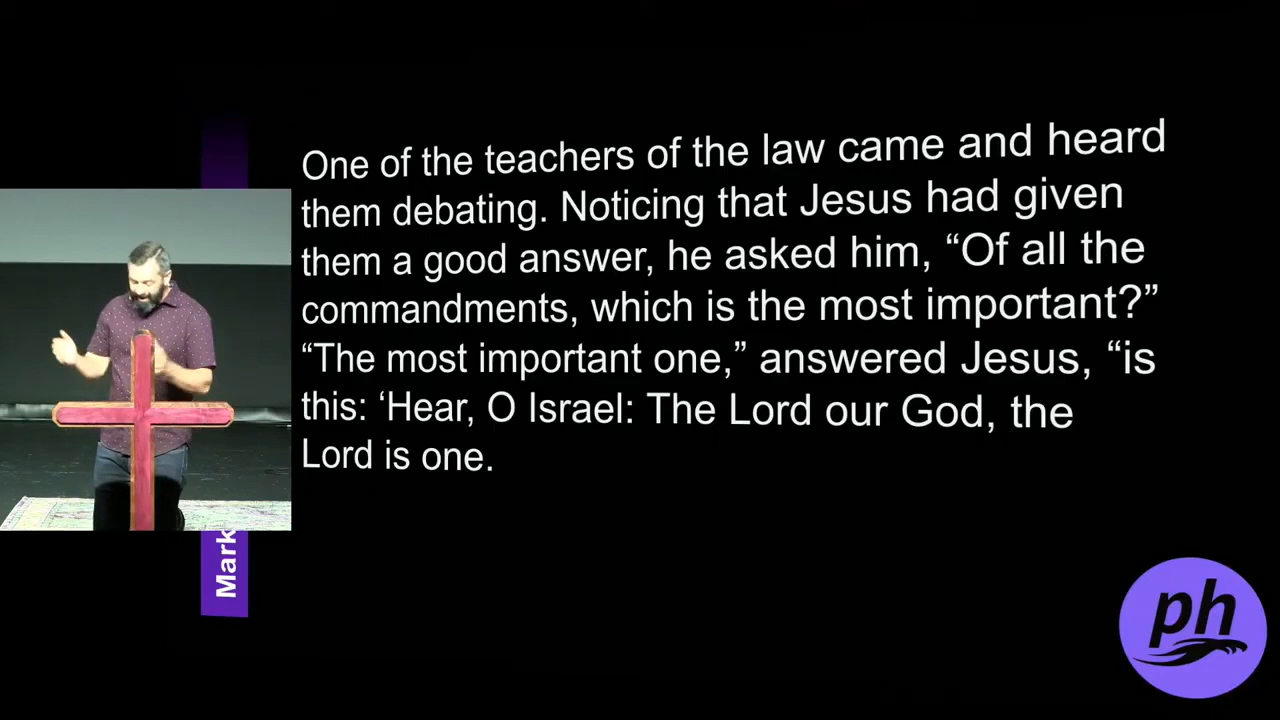 One of the teachers of the law came and heard
them debating. Noticing that Jesus had given
them a good answer, he asked him, “Of all the
commandments, which is the most important?”
“The most important one,” answered Jesus, “is
this: ‘Hear, O Israel: The Lord our God, the
Lord is one.
Mark
ph